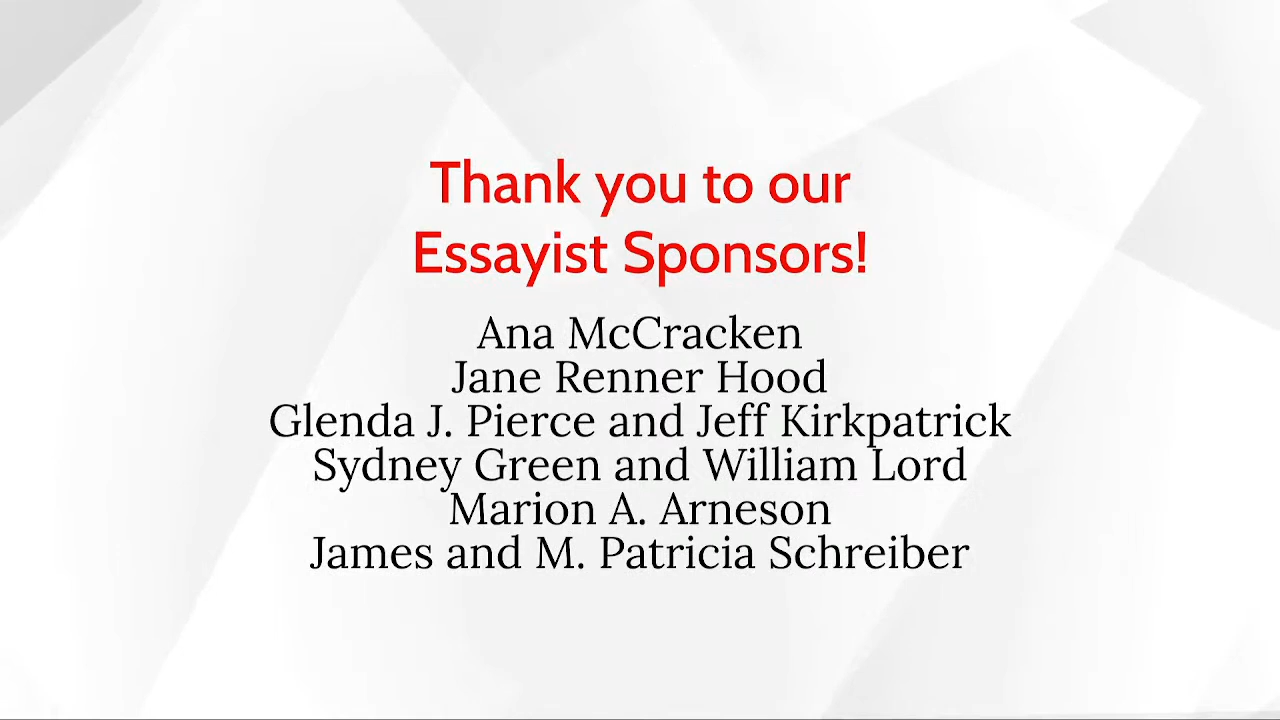 Thank you to our
Essayist Sponsors!
Ana McCracken
Jane Renner Hood
Glenda J. Pierce and Jeff Kirkpatrick
Sydney Green and William Lord
Marion A. Arneson
James and M. Patricia Schreiber